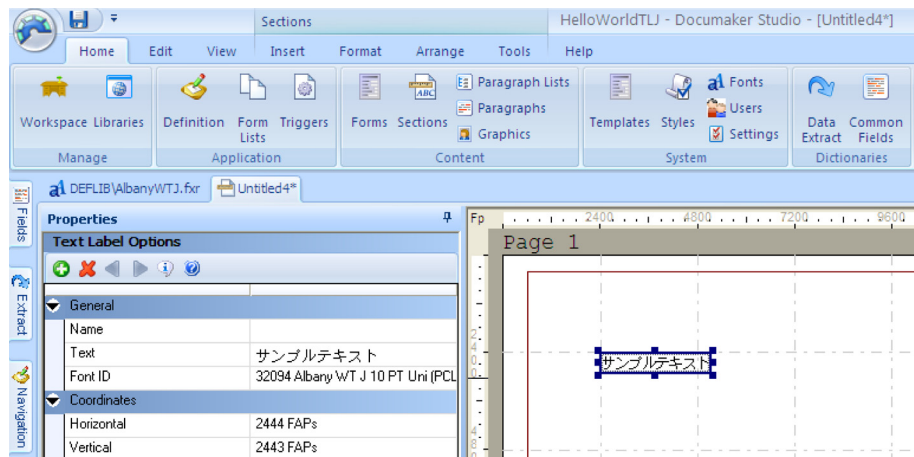 Sections
HelloWorldTLJ - Documaker Studio - [Untitled4*]
Home Edit View Insert Format Arrange Tools Help
Workspace Libraries
Manage
Definition Form Lists Triggers
Application
Forms Sections
ABC
Paragraph Lists
Paragraphs
Graphics
Content
Templates Styles
Fonts
Users
Settings
System
Data Extract Common Fields
Dictionaries
DEFLIB\AlbanyWTJ.fxr Untitled4*
Fields
Extract
Navigation
Properties
Text Label Options
General
Name
Text サンプルテキスト
Font ID 32094 Albany WT J 10 PT Uni (PCL
Coordinates
Horizontal 2444 FAPs
Vertical 2443 FAPs
Fp 2400 4800 7200 9600
Page 1
2400
48
サンプルテキスト